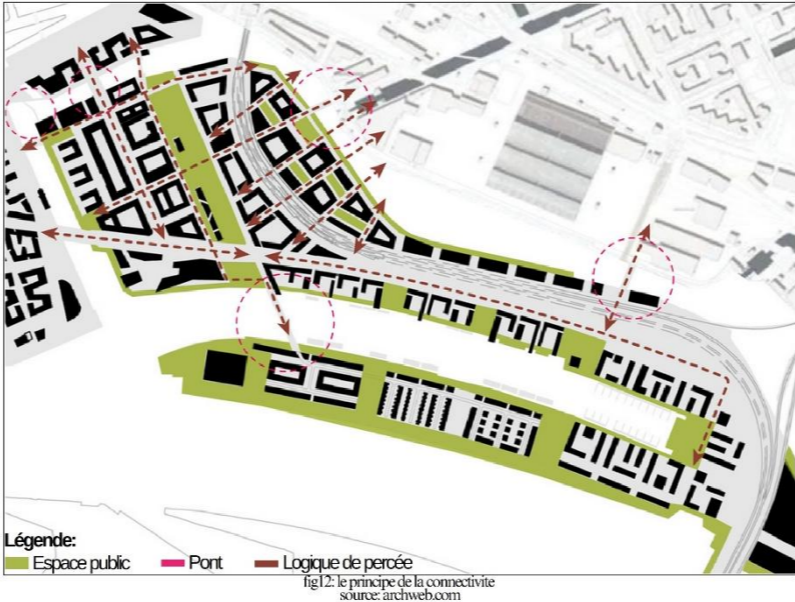 Légende:
Espace public Pont Logique de percée
fig12: le principe de la connectivite
source: archweb.com